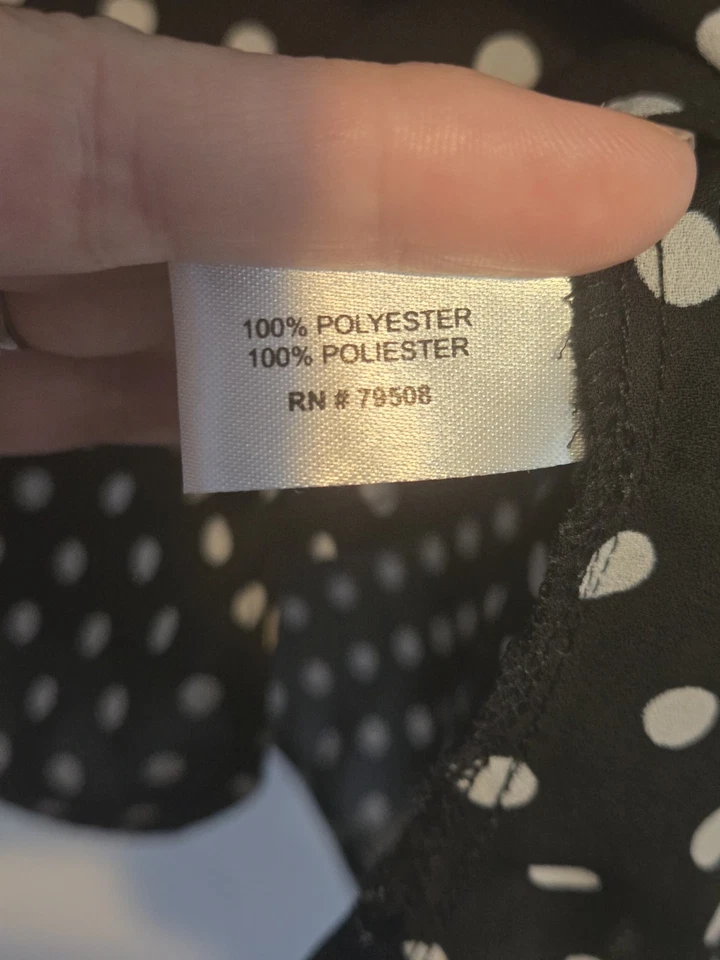 100% POLYESTER
100% POLIESTER
RN # 79508